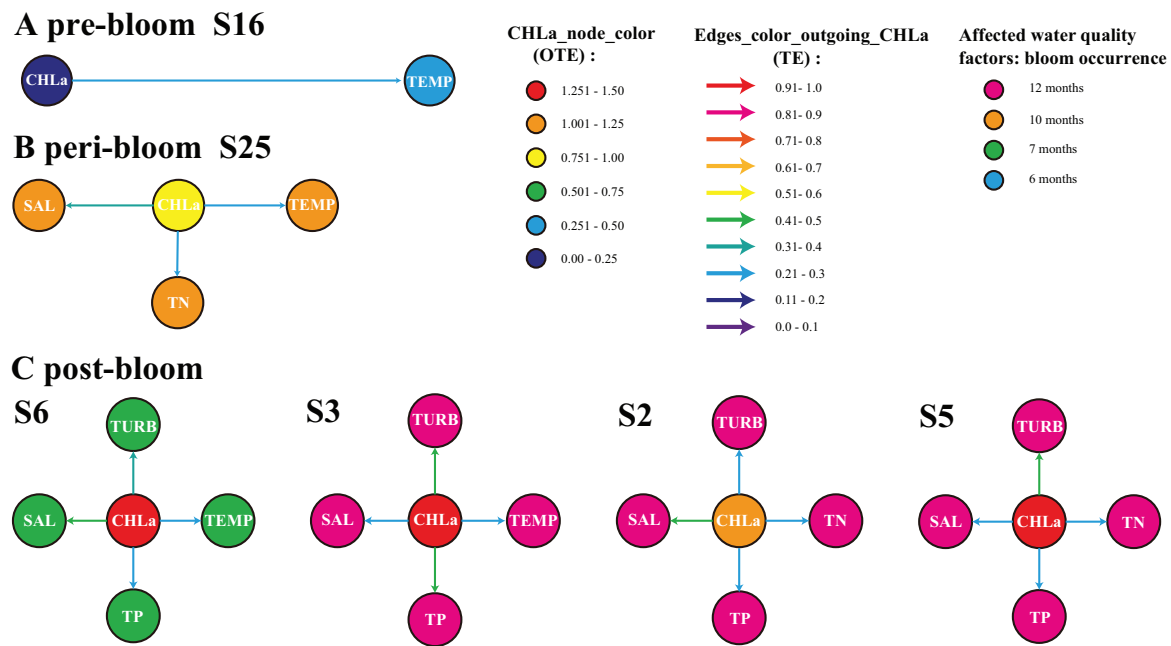 A pre-bloom S16
CHLa
TEMP
B peri-bloom S25
SAL
CHLa
TEMP
TN
CHLa_node_color
(OTE) :
1.251 - 1.50
1.001 - 1.25
0.751 - 1.00
0.501 - 0.75
0.251 - 0.50
0.00 - 0.25
Edges_color_outgoing_CHLa
(TE) :
0.91- 1.0
0.81- 0.9
0.71- 0.8
0.61- 0.7
0.51- 0.6
0.41- 0.5
0.31- 0.4
0.21 - 0.3
0.11 - 0.2
0.0 - 0.1
Affected water quality
factors: bloom occurrence
12 months
10 months
7 months
6 months
C post-bloom
S6
TURB
SAL
CHLa
TEMP
TP
S3
TURB
SAL
CHLa
TEMP
TP
S2
TURB
SAL
CHLa
TN
TP
S5
TURB
SAL
CHLa
TN
TP